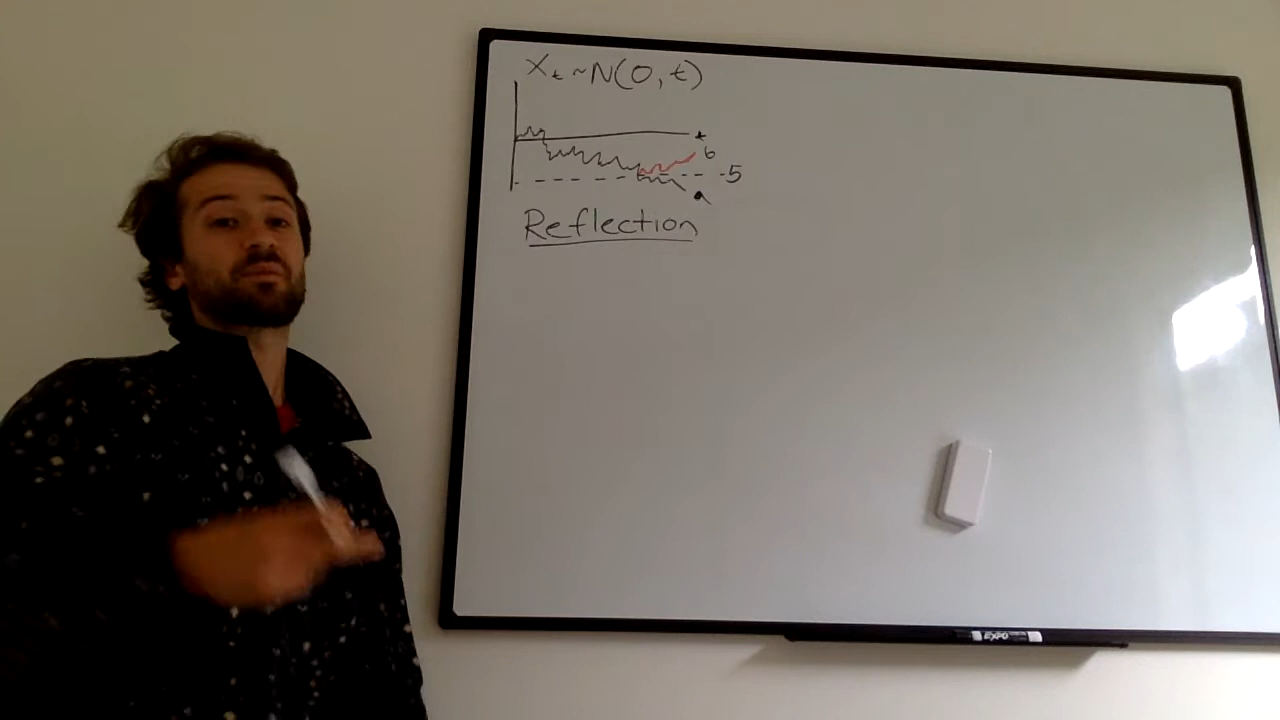 Xₜ ~ N(0, t)
t
b
-5
a
Reflection
EXPO